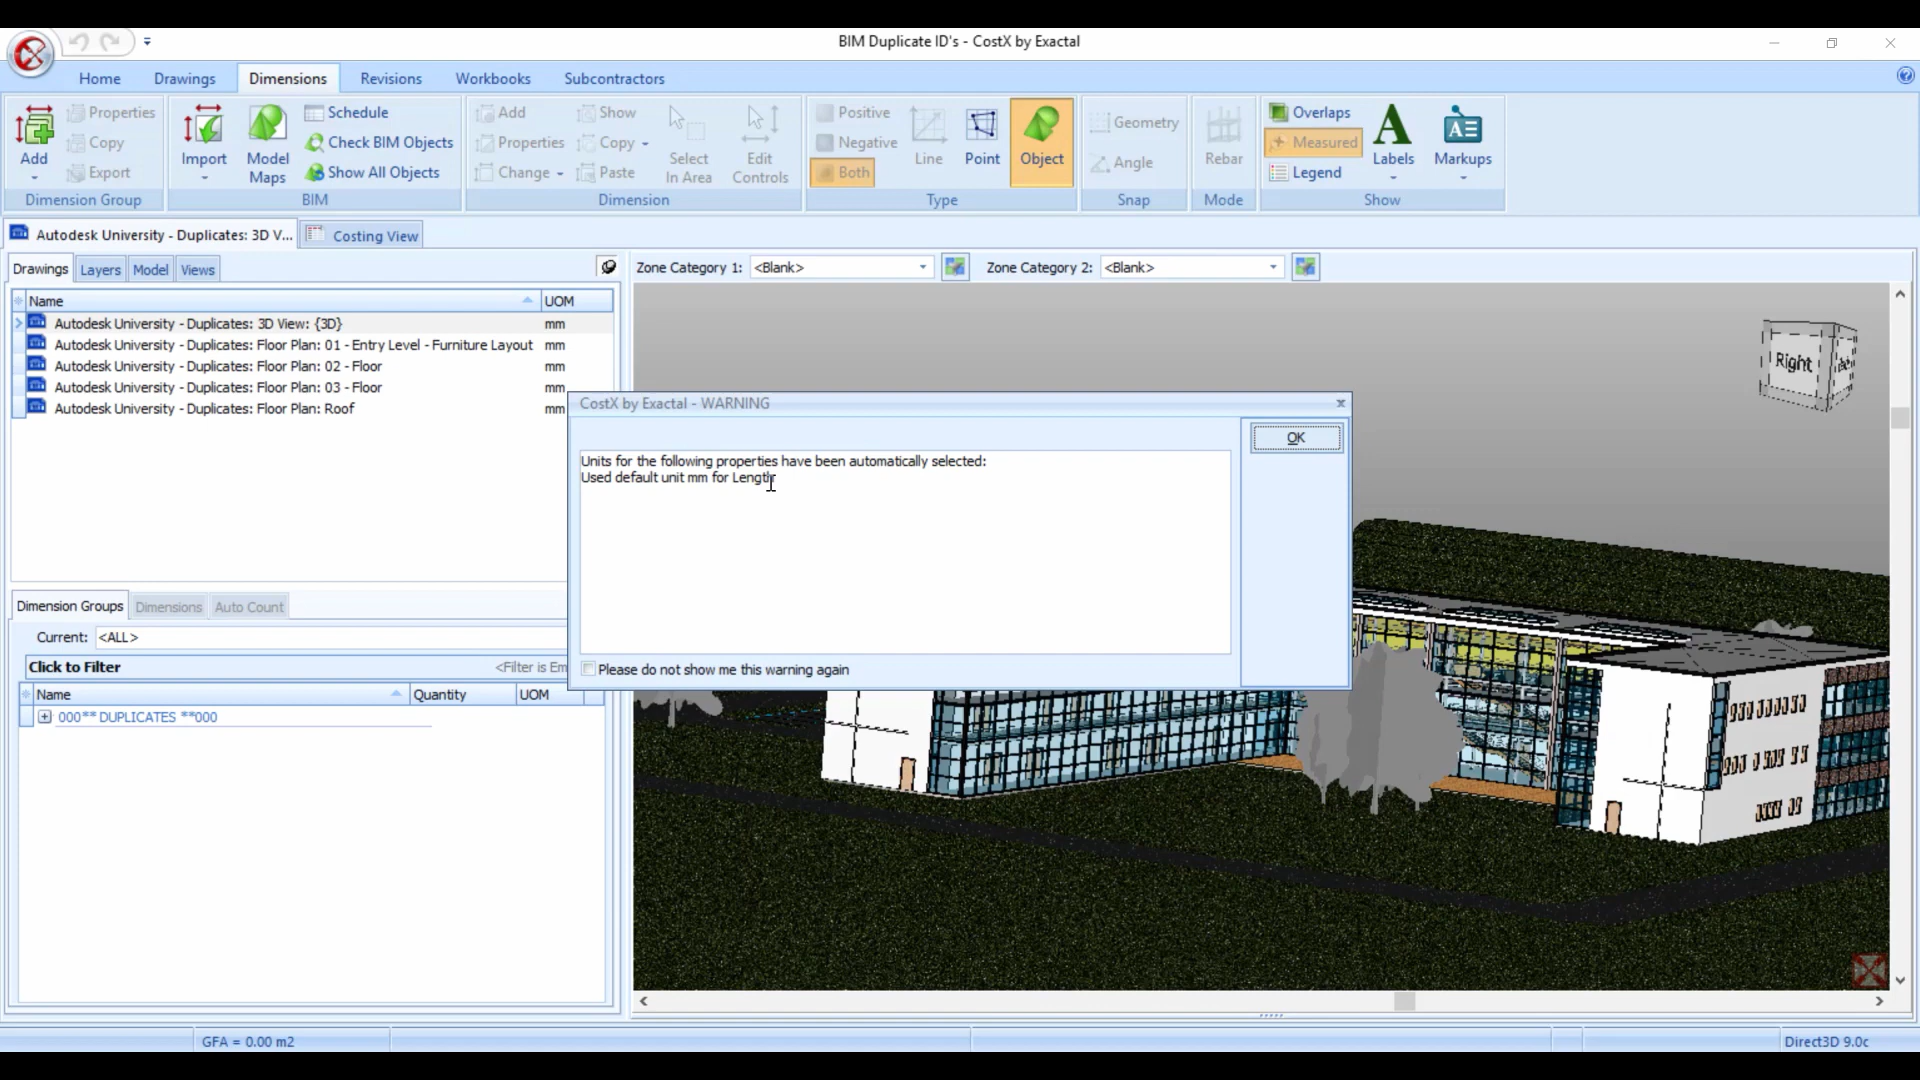 BIM Duplicate ID's - CostX by Exactal
Home Drawings Dimensions Revisions Workbooks Subcontractors
Add
Properties
Copy
Export
Dimension Group
Import
Model Maps
Schedule
Check BIM Objects
Show All Objects
BIM
Add
Properties
Change
Show
Copy
Paste
Select In Area
Edit Controls
Dimension
Positive
Negative
Both
Line
Point
Object
Type
Geometry
Angle
Snap
Rebar
Mode
Overlaps
Measured
Legend
Labels
Markups
Show
Autodesk University - Duplicates: 3D V...
Costing View
Drawings Layers Model Views
Zone Category 1: <Blank>
Zone Category 2: <Blank>
Name UOM
Autodesk University - Duplicates: 3D View: {3D} mm
Autodesk University - Duplicates: Floor Plan: 01 - Entry Level - Furniture Layout mm
Autodesk University - Duplicates: Floor Plan: 02 - Floor mm
Autodesk University - Duplicates: Floor Plan: 03 - Floor mm
Autodesk University - Duplicates: Floor Plan: Roof mm
Right
CostX by Exactal - WARNING
OK
Units for the following properties have been automatically selected:
Used default unit mm for Length
Please do not show me this warning again
Dimension Groups Dimensions Auto Count
Current: <ALL>
Click to Filter <Filter is Em
Name Quantity UOM
000** DUPLICATES **000
GFA = 0.00 m2
Direct3D 9.0c